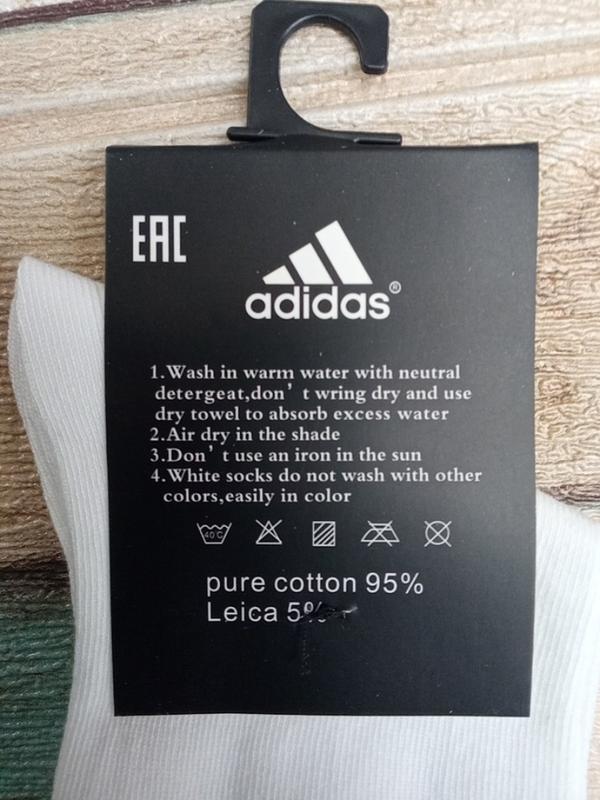 EAC
adidas®
1.Wash in warm water with neutral
detergeat,don't wring dry and use
dry towel to absorb excess water
2.Air dry in the shade
3.Don't use an iron in the sun
4.White socks do not wash with other
colors,easily in color
40C
pure cotton 95%
Leica 5%